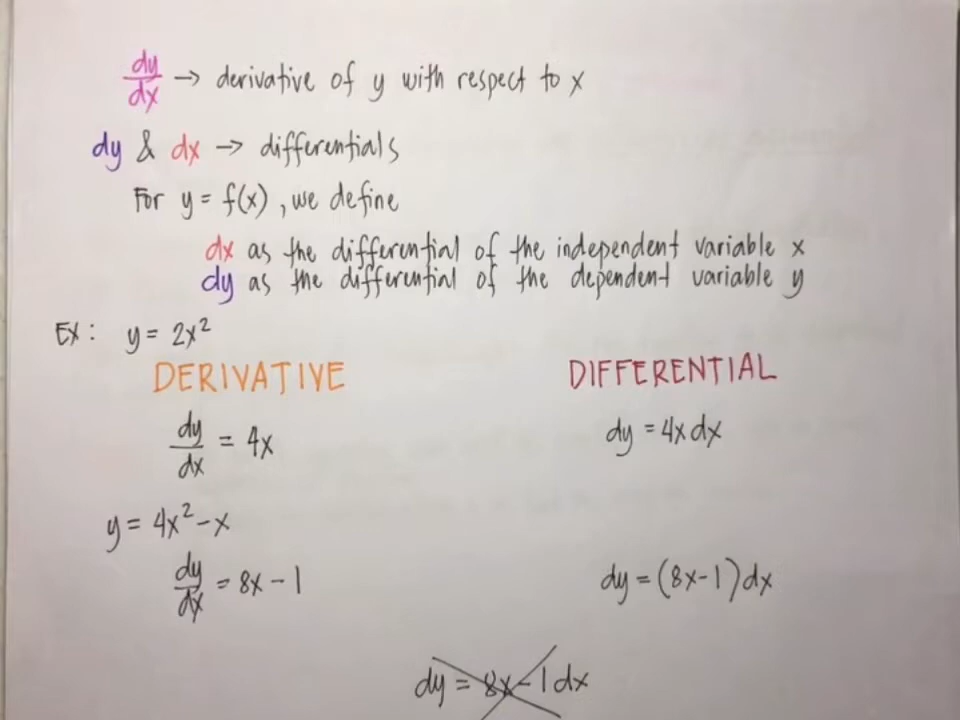 dy/dx → derivative of y with respect to x
dy & dx → differentials
For y = f(x), we define
dx as the differential of the independent variable x
dy as the differential of the dependent variable y
Ex: y = 2x²
DERIVATIVE DIFFERENTIAL
dy/dx = 4x dy = 4x dx
y = 4x² - x
dy/dx = 8x - 1 dy = (8x-1) dx
dy = 8x - 1 dx